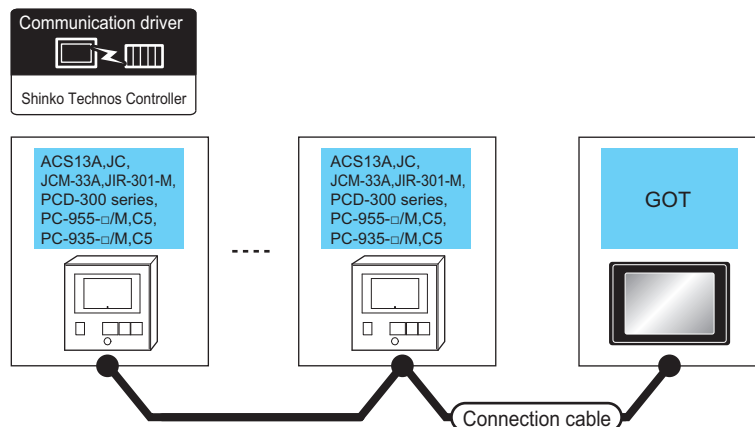 Communication driver
Shinko Technos Controller
ACS13A,JC,
JCM-33A,JIR-301-M,
PCD-300 series,
PC-955-□/M,C5,
PC-935-□/M,C5
ACS13A,JC,
JCM-33A,JIR-301-M,
PCD-300 series,
PC-955-□/M,C5,
PC-935-□/M,C5
GOT
Connection cable